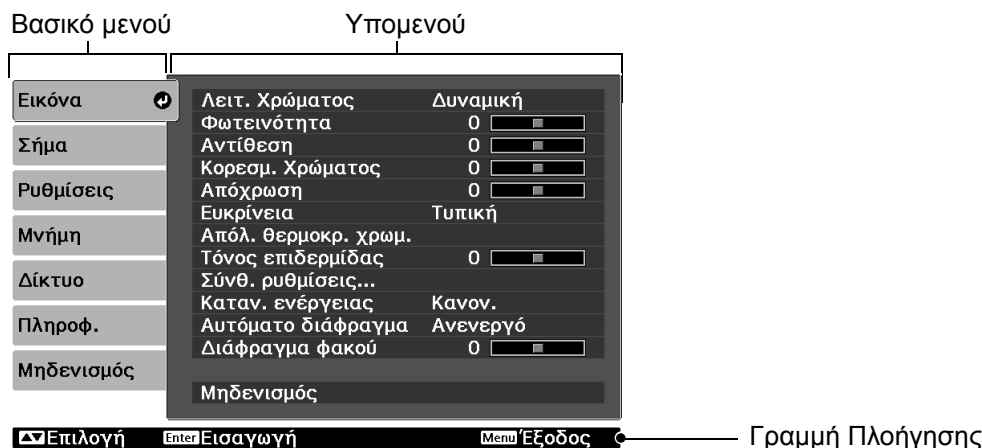 Βασικό μενού
Υπομενού
Εικόνα
Σήμα
Ρυθμίσεις
Μνήμη
Δίκτυο
Πληροφ.
Μηδενισμός
Λειτ. Χρώματος Δυναμική
Φωτεινότητα 0
Αντίθεση 0
Κορεσμ. Χρώματος 0
Απόχρωση 0
Ευκρίνεια Τυπική
Απόλ. θερμοκρ. χρωμ.
Τόνος επιδερμίδας 0
Σύνθ. ρυθμίσεις...
Καταν. ενέργειας Κανον.
Αυτόματο διάφραγμα Ανενεργό
Διάφραγμα φακού 0
Μηδενισμός
Επιλογή Enter Εισαγωγή Menu Έξοδος
Γραμμή Πλοήγησης